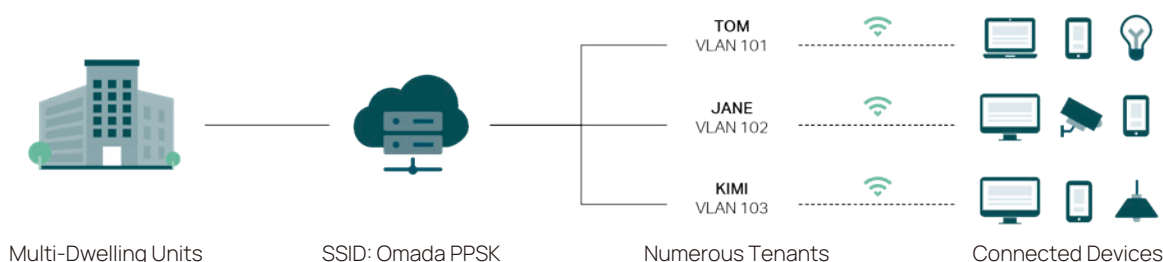 TOM
VLAN 101
JANE
VLAN 102
KIMI
VLAN 103
Multi-Dwelling Units
SSID: Omada PPSK
Numerous Tenants
Connected Devices